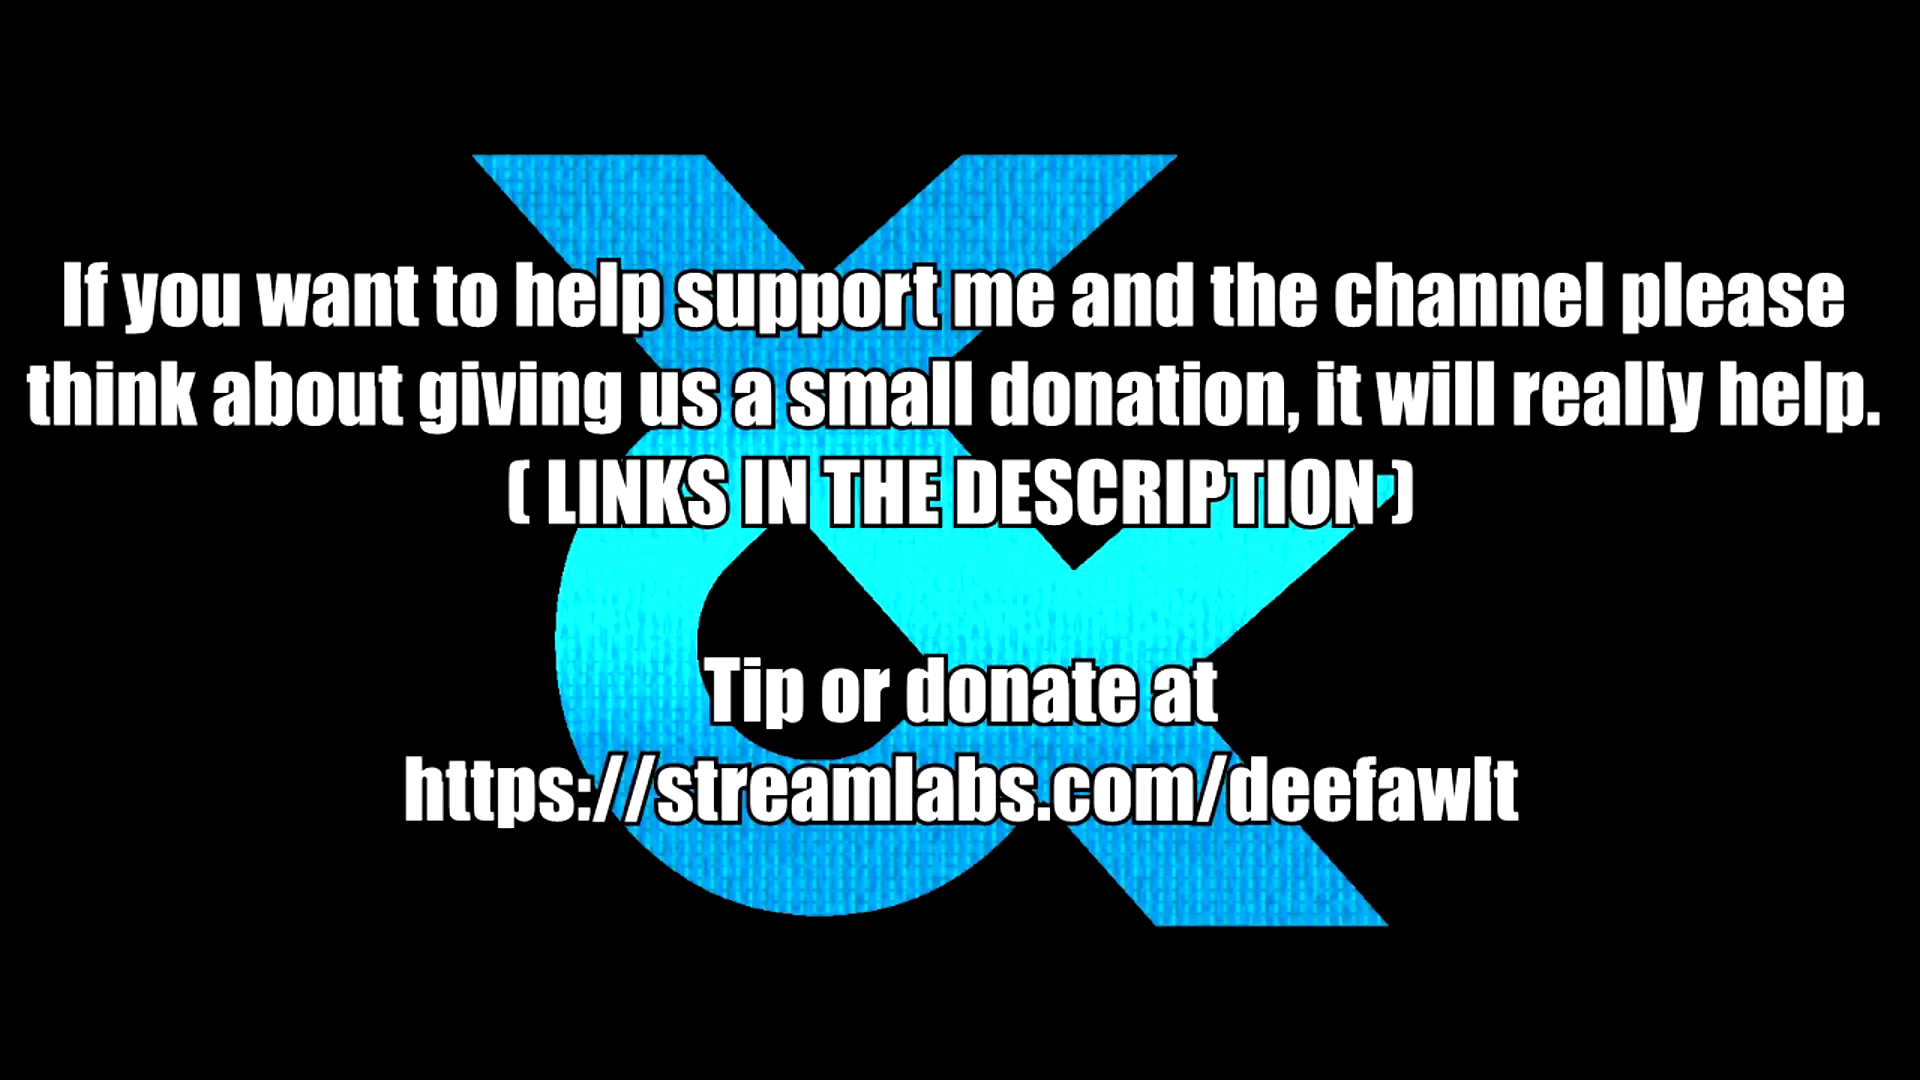 If you want to help support me and the channel please
think about giving us a small donation, it will really help.
( LINKS IN THE DESCRIPTION )
Tip or donate at
https://streamlabs.com/deefawlt